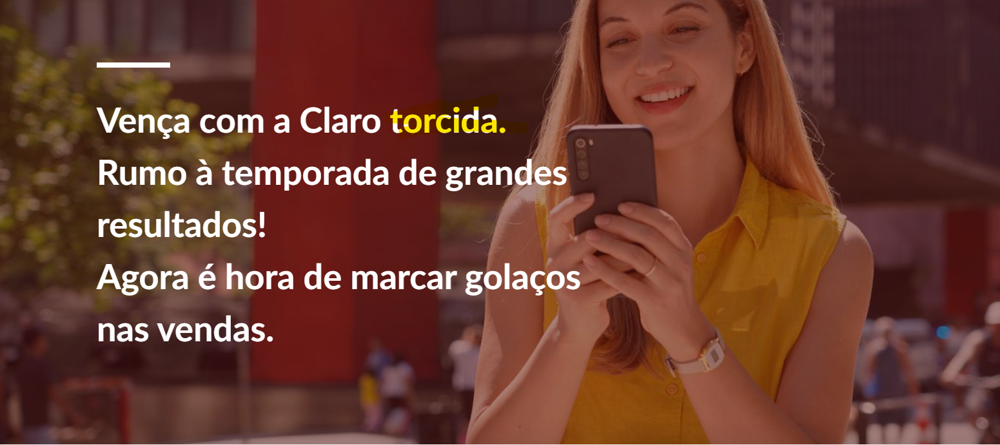 Vença com a Claro torcida.
Rumo à temporada de grandes
resultados!
Agora é hora de marcar golaços
nas vendas.